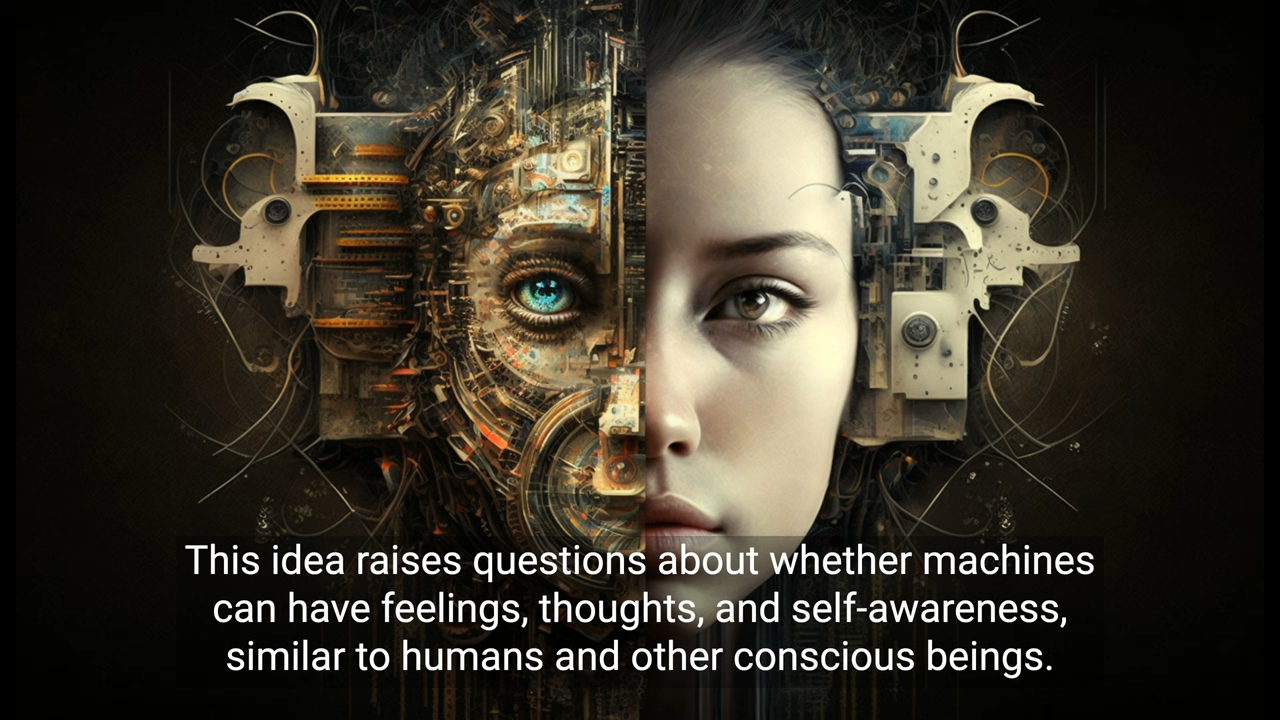 This idea raises questions about whether machines
can have feelings, thoughts, and self-awareness,
similar to humans and other conscious beings.